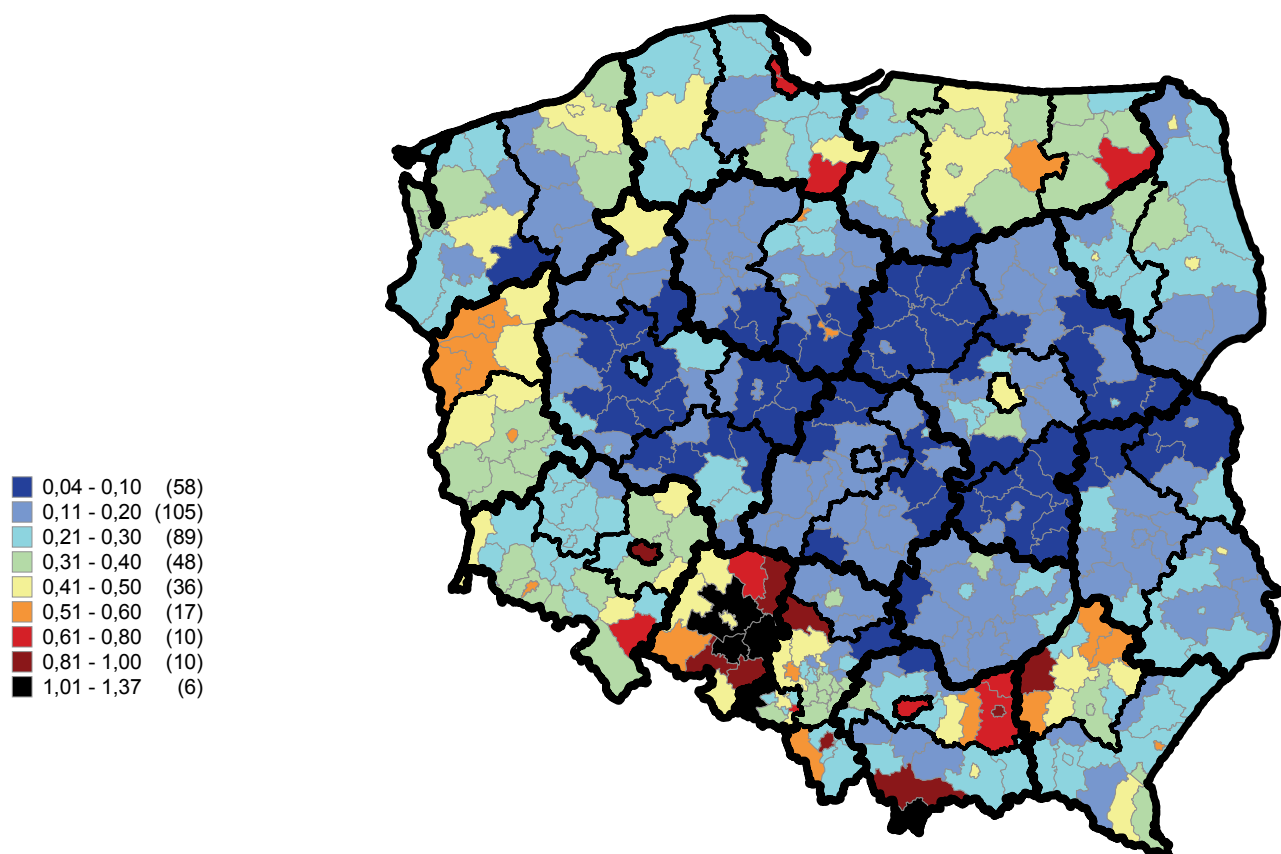 0,04 - 0,10 (58)
0,11 - 0,20 (105)
0,21 - 0,30 (89)
0,31 - 0,40 (48)
0,41 - 0,50 (36)
0,51 - 0,60 (17)
0,61 - 0,80 (10)
0,81 - 1,00 (10)
1,01 - 1,37 (6)